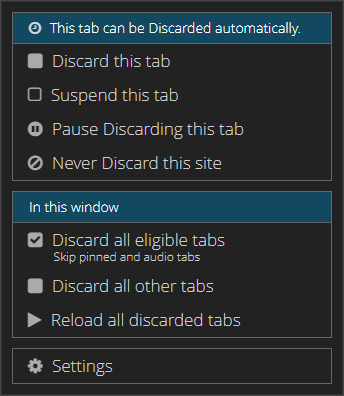 This tab can be Discarded automatically.
Discard this tab
Suspend this tab
Pause Discarding this tab
Never Discard this site
In this window
Discard all eligible tabs
Skip pinned and audio tabs
Discard all other tabs
Reload all discarded tabs
Settings